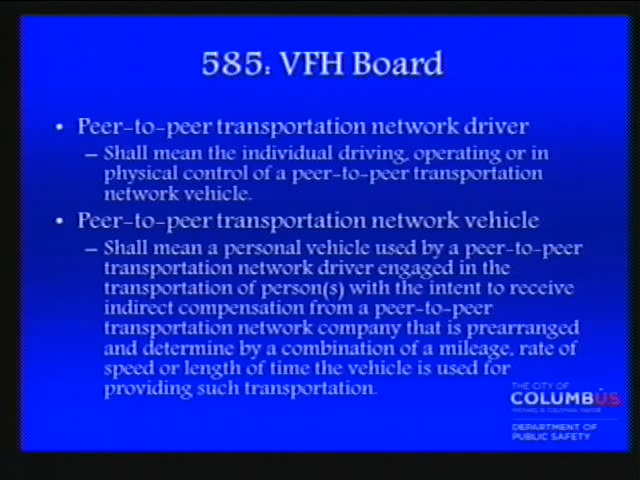 585: VFH Board
• Peer-to-peer transportation network driver
– Shall mean the individual driving, operating or in
physical control of a peer-to-peer transportation
network vehicle.
• Peer-to-peer transportation network vehicle
– Shall mean a personal vehicle used by a peer-to-peer
transportation network driver engaged in the
transportation of person(s) with the intent to receive
indirect compensation from a peer-to-peer
transportation network company that is prearranged
and determine by a combination of a mileage, rate of
speed or length of time the vehicle is used for
providing such transportation.
THE CITY OF
COLUMBUS
MICHAEL B. COLEMAN, MAYOR
DEPARTMENT OF
PUBLIC SAFETY